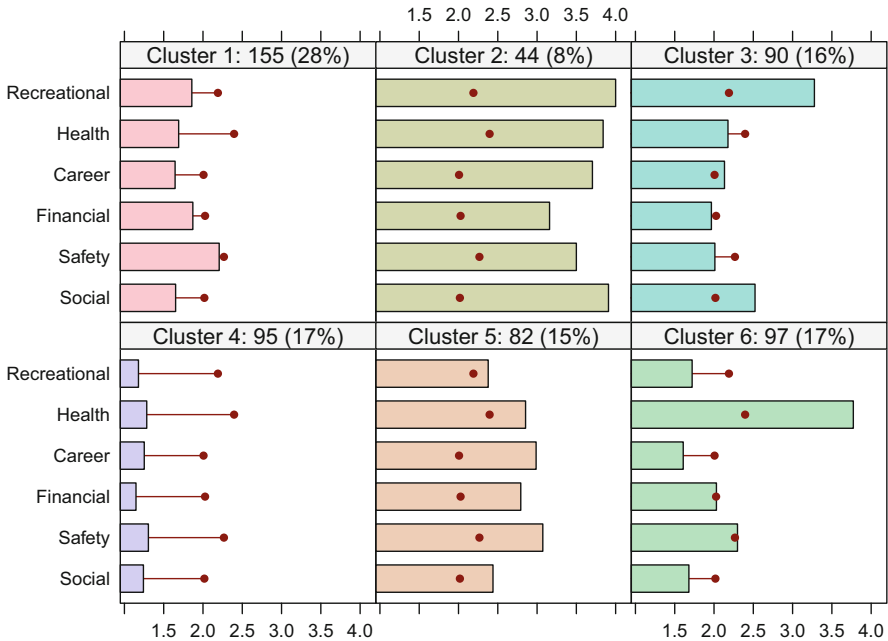 1.5 2.0 2.5 3.0 3.5 4.0
Cluster 1: 155 (28%) Cluster 2: 44 (8%) Cluster 3: 90 (16%)
Recreational
Health
Career
Financial
Safety
Social
Cluster 4: 95 (17%) Cluster 5: 82 (15%) Cluster 6: 97 (17%)
Recreational
Health
Career
Financial
Safety
Social
1.5 2.0 2.5 3.0 3.5 4.0 1.5 2.0 2.5 3.0 3.5 4.0